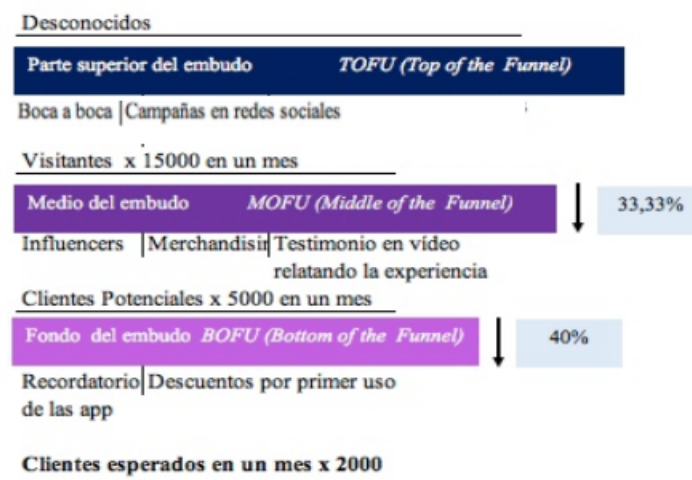 Desconocidos
Parte superior del embudo TOFU (Top of the Funnel)
Boca a boca Campañas en redes sociales
Visitantes x 15000 en un mes
Medio del embudo MOFU (Middle of the Funnel)
33,33%
Influencers Merchandisin Testimonio en vídeo
relatando la experiencia
Clientes Potenciales x 5000 en un mes
Fondo del embudo BOFU (Bottom of the Funnel)
40%
Recordatorio Descuentos por primer uso
de las app
Clientes esperados en un mes x 2000